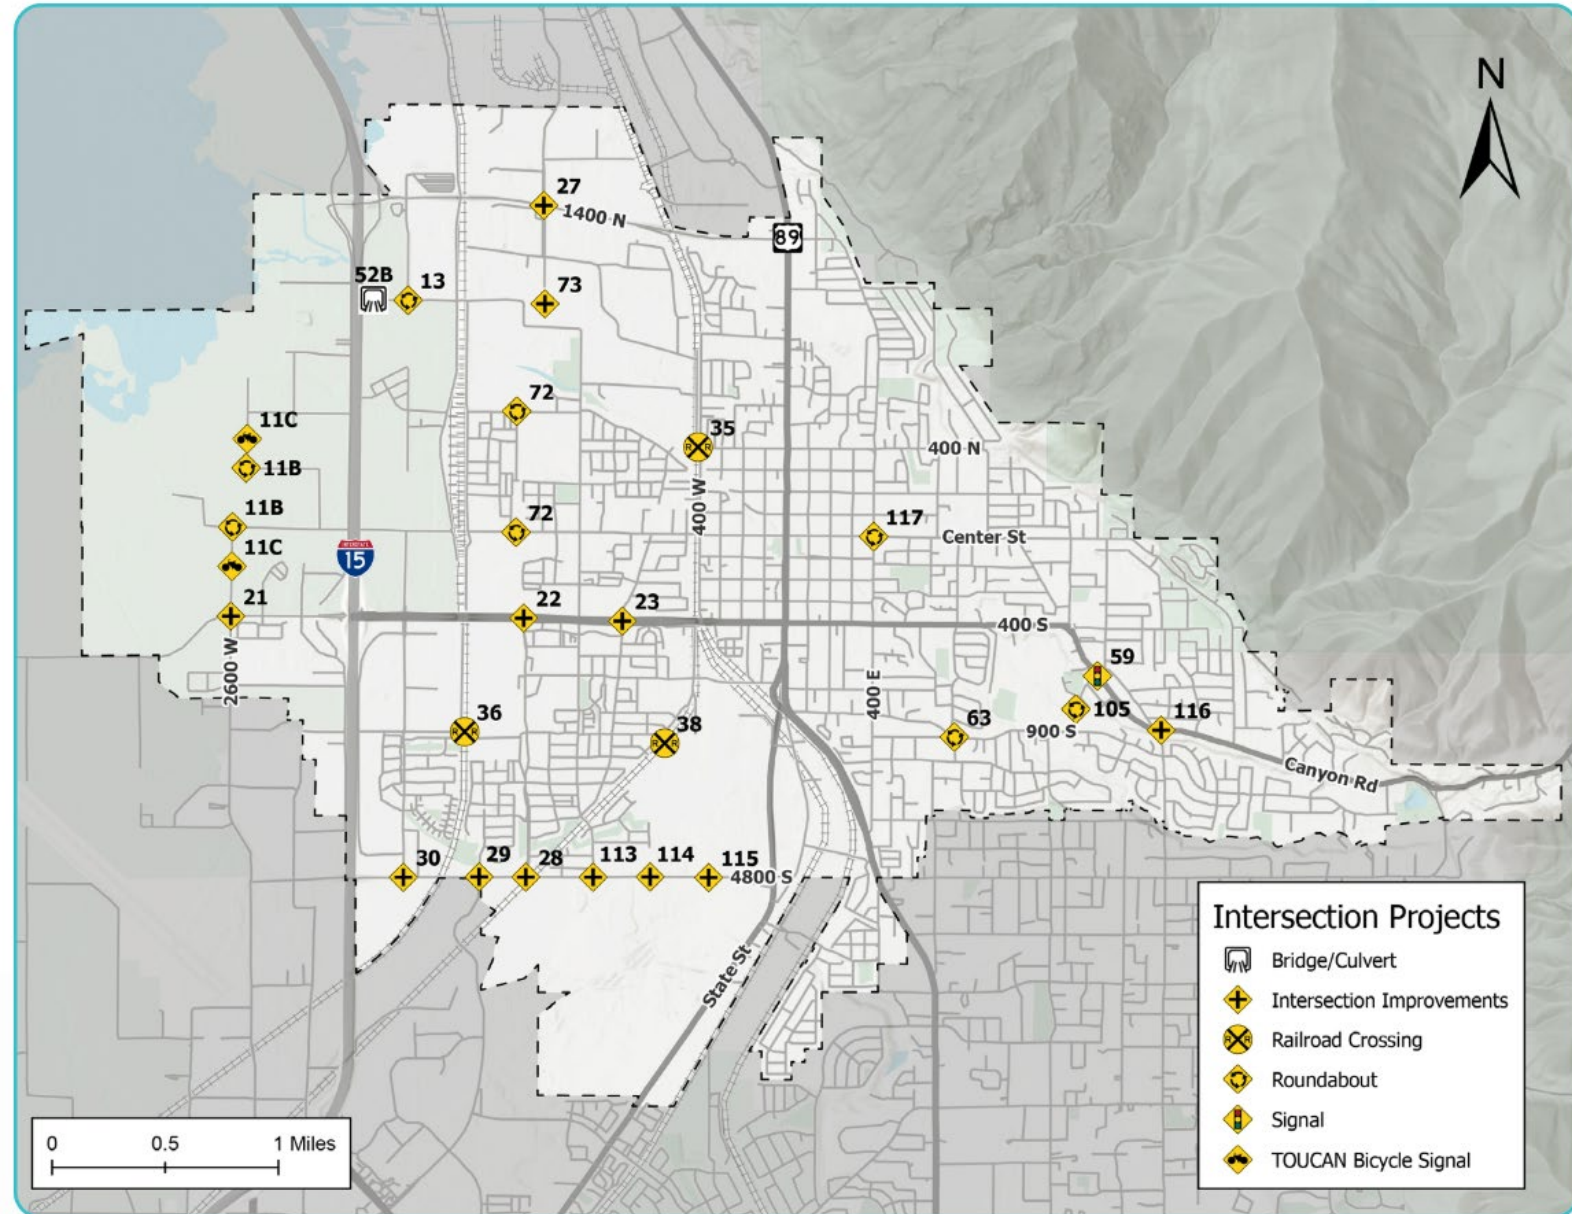 N
27
1400 N
89
52B
13
73
72
11C
35
400 N
11B
400 W
11B
72
117
Center St
INTERSTATE
15
11C
21
22
23
400 S
2600 W
59
400 E
36
38
63
105
900 S
116
Canyon Rd
30
29
28
113
114
115
4800 S
State St
Intersection Projects
Bridge/Culvert
Intersection Improvements
R R
Railroad Crossing
Roundabout
Signal
TOUCAN Bicycle Signal
0 0.5 1 Miles